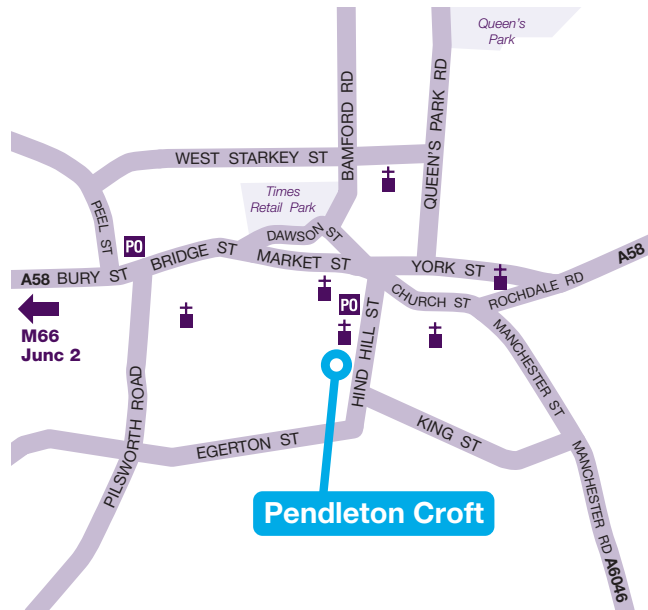 Queen's
Park
BAMFORD RD
QUEEN'S PARK RD
WEST STARKEY ST
PEEL ST
Times
Retail Park
DAWSON ST
PO
BRIDGE ST
MARKET ST
YORK ST
A58
A58 BURY ST
CHURCH ST
ROCHDALE RD
M66
Junc 2
PO
HIND HILL ST
MANCHESTER ST
PILSWORTH ROAD
EGERTON ST
KING ST
MANCHESTER RD
A6046
Pendleton Croft